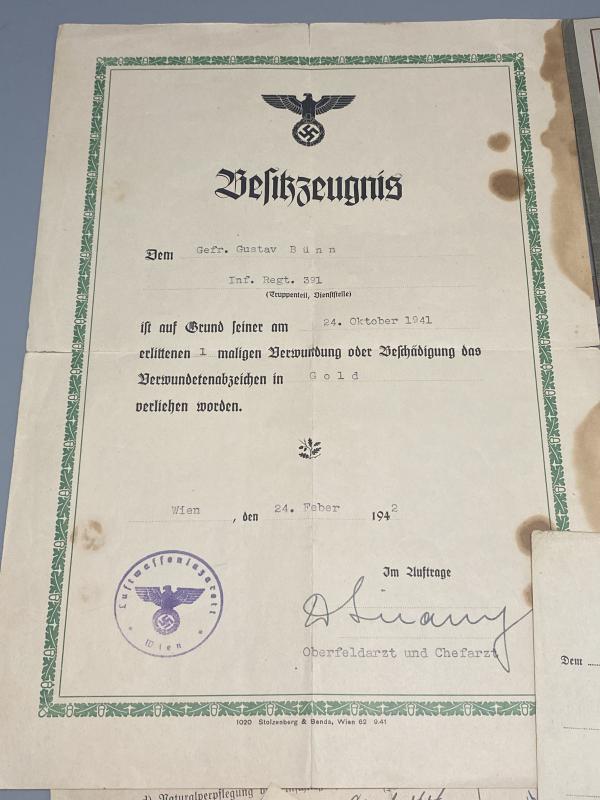 Besitzzeugnis
Dem Gefr. Gustav Bünn
Inf. Regt. 391
(Truppenteil, Dienststelle)
ist auf Grund seiner am 24. Oktober 1941
erlittenen 1 maligen Verwundung oder Beschädigung das
Verwundetenabzeichen in Gold
verliehen worden.
Wien, den 24. Feber 1942
Luftwaffenlazarett
Wien
Im Auftrage
Oberfeldarzt und Chefarzt
1020 Stolzenberg & Benda, Wien 62 9.41
Dem
d) Naturalverpflegung